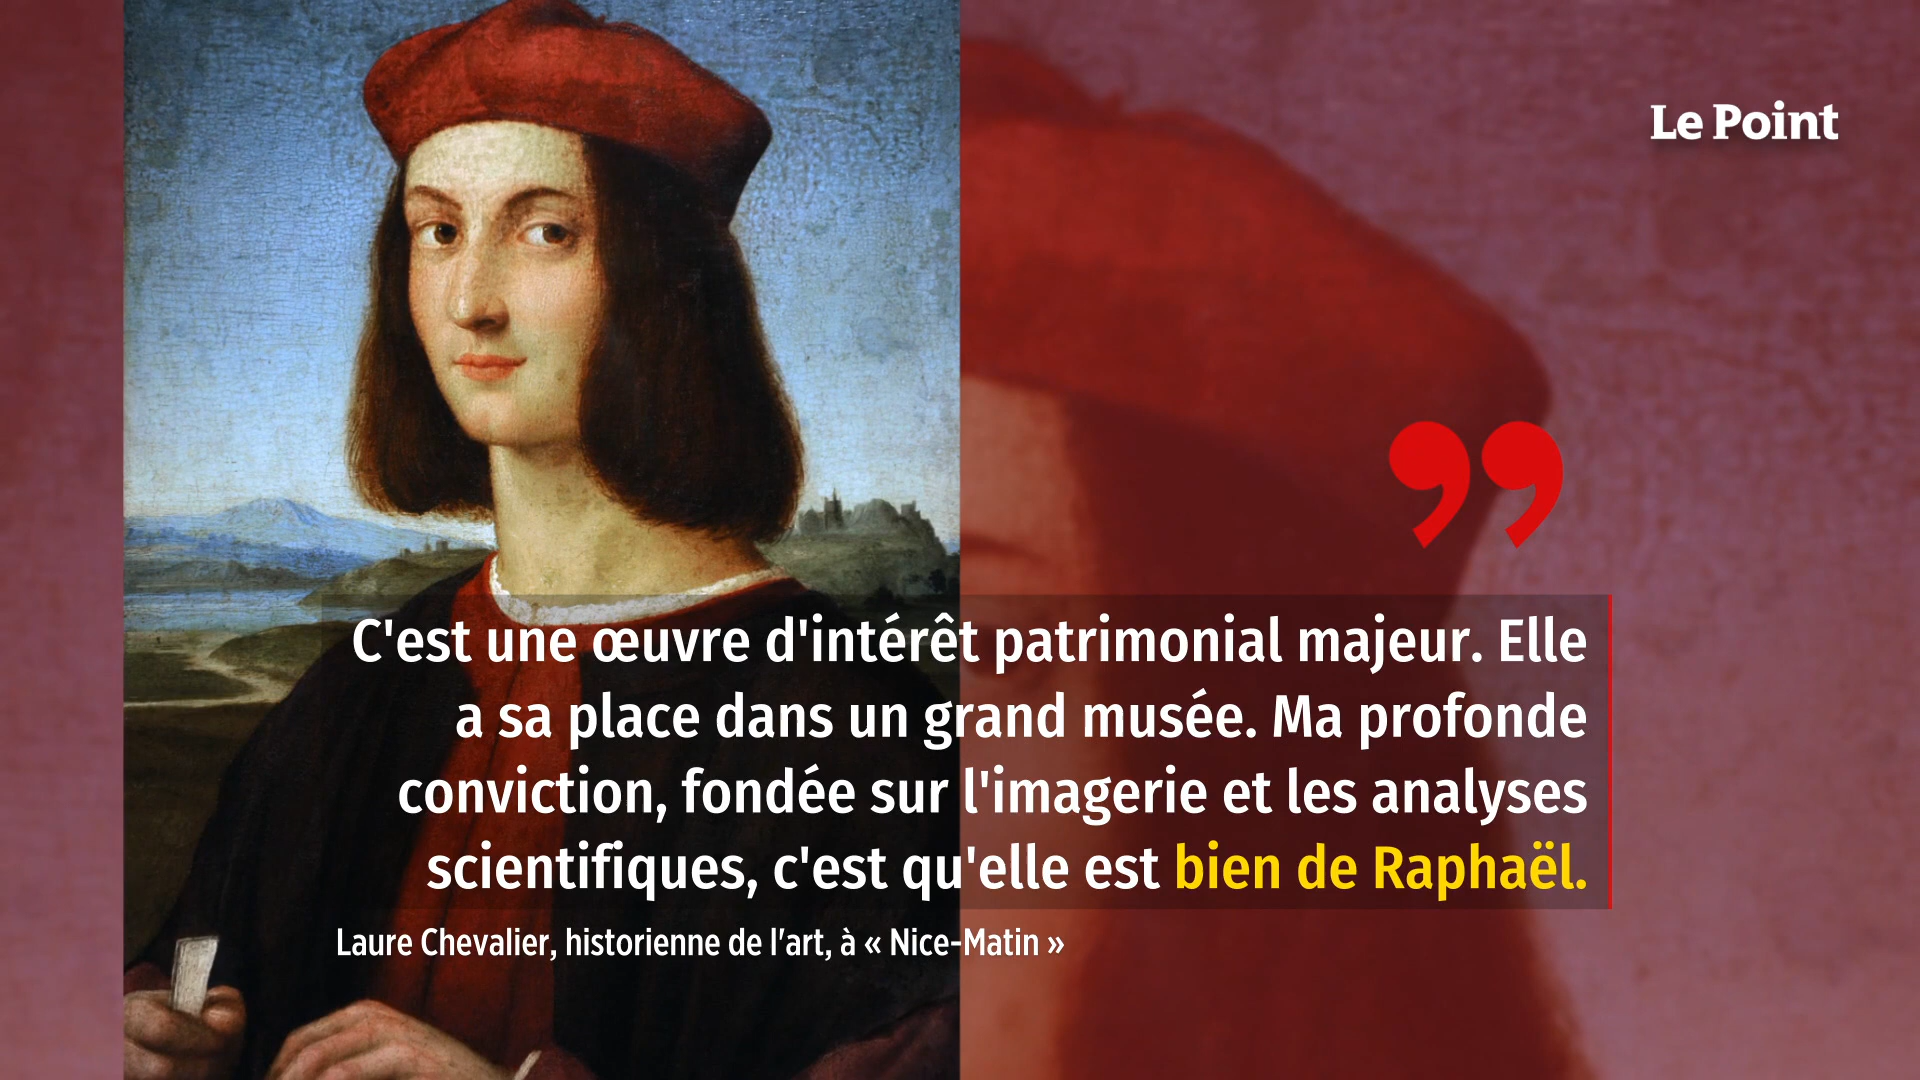 Le Point
C'est une œuvre d'intérêt patrimonial majeur. Elle
a sa place dans un grand musée. Ma profonde
conviction, fondée sur l'imagerie et les analyses
scientifiques, c'est qu'elle est bien de Raphaël.
Laure Chevalier, historienne de l'art, à « Nice-Matin »